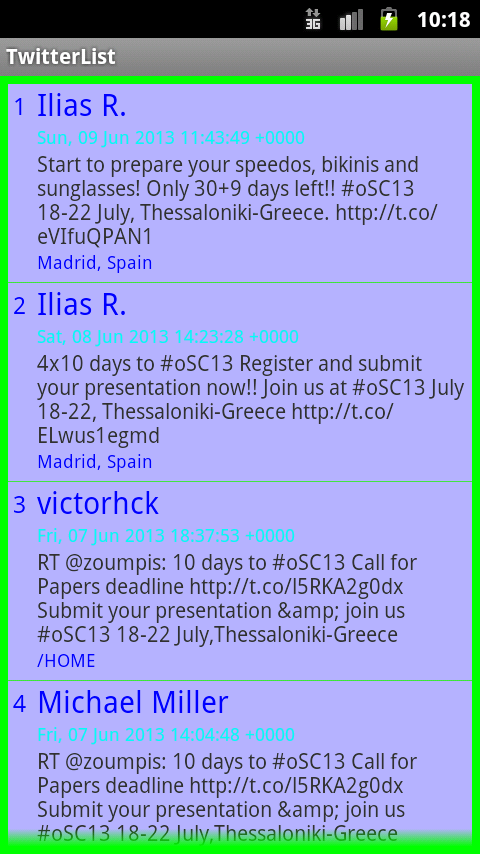 3G 10:18
TwitterList
1 Ilias R.
Sun, 09 Jun 2013 11:43:49 +0000
Start to prepare your speedos, bikinis and
sunglasses! Only 30+9 days left!! #oSC13
18-22 July, Thessaloniki-Greece. http://t.co/
eVIfuQPAN1
Madrid, Spain
2 Ilias R.
Sat, 08 Jun 2013 14:23:28 +0000
4x10 days to #oSC13 Register and submit
your presentation now!! Join us at #oSC13 July
18-22, Thessaloniki-Greece http://t.co/
ELwus1egmd
Madrid, Spain
3 victorhck
Fri, 07 Jun 2013 18:37:53 +0000
RT @zoumpis: 10 days to #oSC13 Call for
Papers deadline http://t.co/l5RKA2g0dx
Submit your presentation &amp; join us
#oSC13 18-22 July,Thessaloniki-Greece
/HOME
4 Michael Miller
Fri, 07 Jun 2013 14:04:48 +0000
RT @zoumpis: 10 days to #oSC13 Call for
Papers deadline http://t.co/l5RKA2g0dx
Submit your presentation &amp; join us
#oSC13 18-22 July,Thessaloniki-Greece